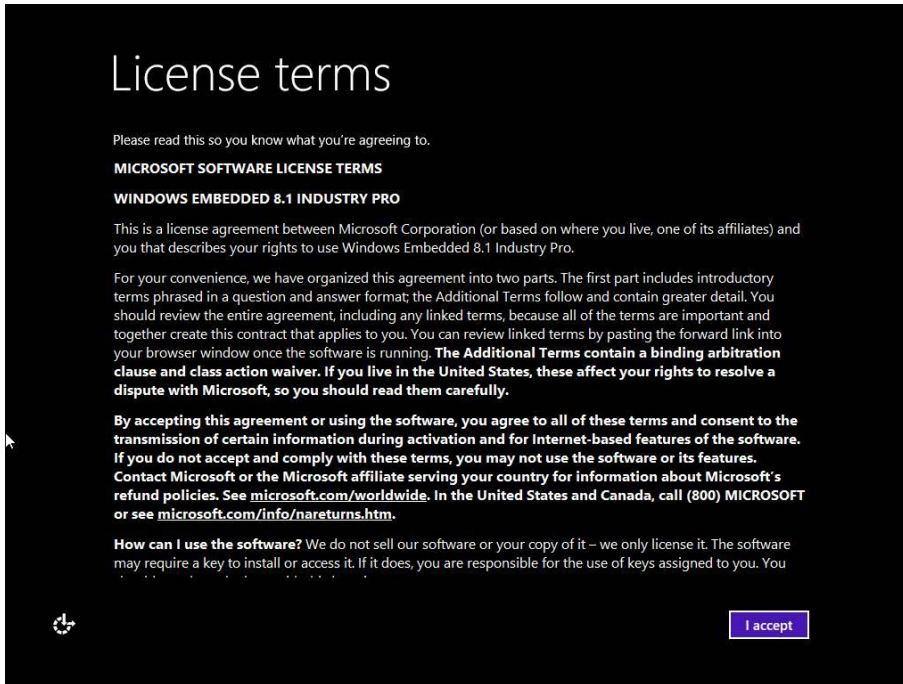 License terms
Please read this so you know what you're agreeing to.
MICROSOFT SOFTWARE LICENSE TERMS
WINDOWS EMBEDDED 8.1 INDUSTRY PRO
This is a license agreement between Microsoft Corporation (or based on where you live, one of its affiliates) and
you that describes your rights to use Windows Embedded 8.1 Industry Pro.
For your convenience, we have organized this agreement into two parts. The first part includes introductory
terms phrased in a question and answer format; the Additional Terms follow and contain greater detail. You
should review the entire agreement, including any linked terms, because all of the terms are important and
together create this contract that applies to you. You can review linked terms by pasting the forward link into
your browser window once the software is running. The Additional Terms contain a binding arbitration
clause and class action waiver. If you live in the United States, these affect your rights to resolve a
dispute with Microsoft, so you should read them carefully.
By accepting this agreement or using the software, you agree to all of these terms and consent to the
transmission of certain information during activation and for Internet-based features of the software.
If you do not accept and comply with these terms, you may not use the software or its features.
Contact Microsoft or the Microsoft affiliate serving your country for information about Microsoft's
refund policies. See microsoft.com/worldwide. In the United States and Canada, call (800) MICROSOFT
or see microsoft.com/info/nareturns.htm.
How can I use the software? We do not sell our software or your copy of it – we only license it. The software
may require a key to install or access it. If it does, you are responsible for the use of keys assigned to you. You
I accept